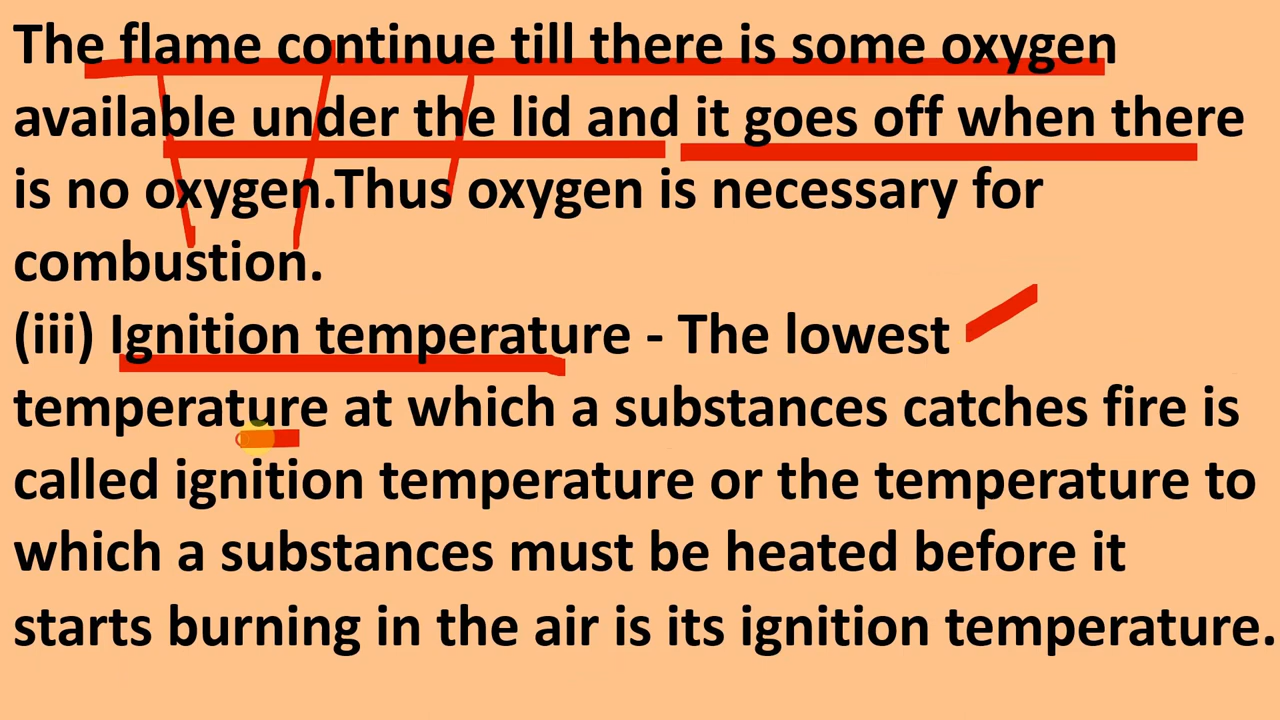 The flame continue till there is some oxygen
available under the lid and it goes off when there
is no oxygen.Thus oxygen is necessary for
combustion.
(iii) Ignition temperature - The lowest
temperature at which a substances catches fire is
called ignition temperature or the temperature to
which a substances must be heated before it
starts burning in the air is its ignition temperature.